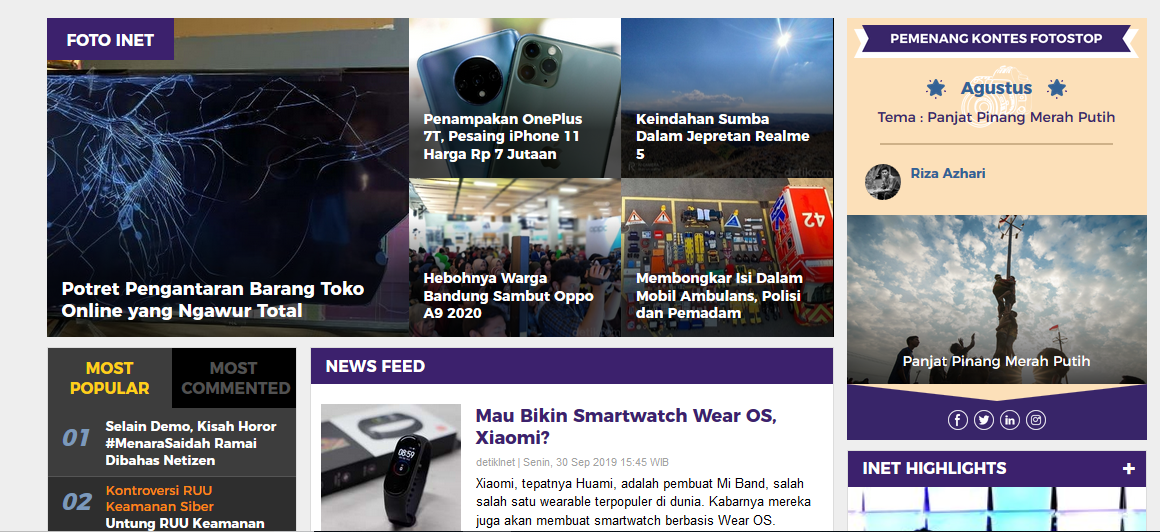 FOTO INET
Potret Pengantaran Barang Toko
Online yang Ngawur Total
Penampakan OnePlus
7T, Pesaing iPhone 11
Harga Rp 7 Jutaan
Keindahan Sumba
Dalam Jepretan Realme
5
detikcom
Hebohnya Warga
Bandung Sambut Oppo
A9 2020
oppo
Membongkar Isi Dalam
Mobil Ambulans, Polisi
dan Pemadam
42
PEMENANG KONTES FOTOSTOP
Agustus
Tema : Panjat Pinang Merah Putih
Riza Azhari
Panjat Pinang Merah Putih
MOST
POPULAR
MOST
COMMENTED
01
Selain Demo, Kisah Horor
#MenaraSaidah Ramai
Dibahas Netizen
02
Kontroversi RUU
Keamanan Siber
Untung RUU Keamanan
NEWS FEED
08:59
Mau Bikin Smartwatch Wear OS,
Xiaomi?
detikInet | Senin, 30 Sep 2019 15:45 WIB
Xiaomi, tepatnya Huami, adalah pembuat Mi Band, salah
salah satu wearable terpopuler di dunia. Kabarnya mereka
juga akan membuat smartwatch berbasis Wear OS.
INET HIGHLIGHTS
+